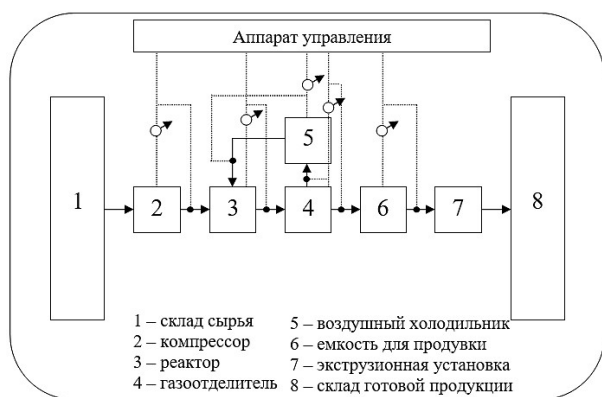 Аппарат управления
5
1
2
3
4
6
7
8
1 – склад сырья
2 – компрессор
3 – реактор
4 – газоотделитель
5 – воздушный холодильник
6 – емкость для продувки
7 – экструзионная установка
8 – склад готовой продукции